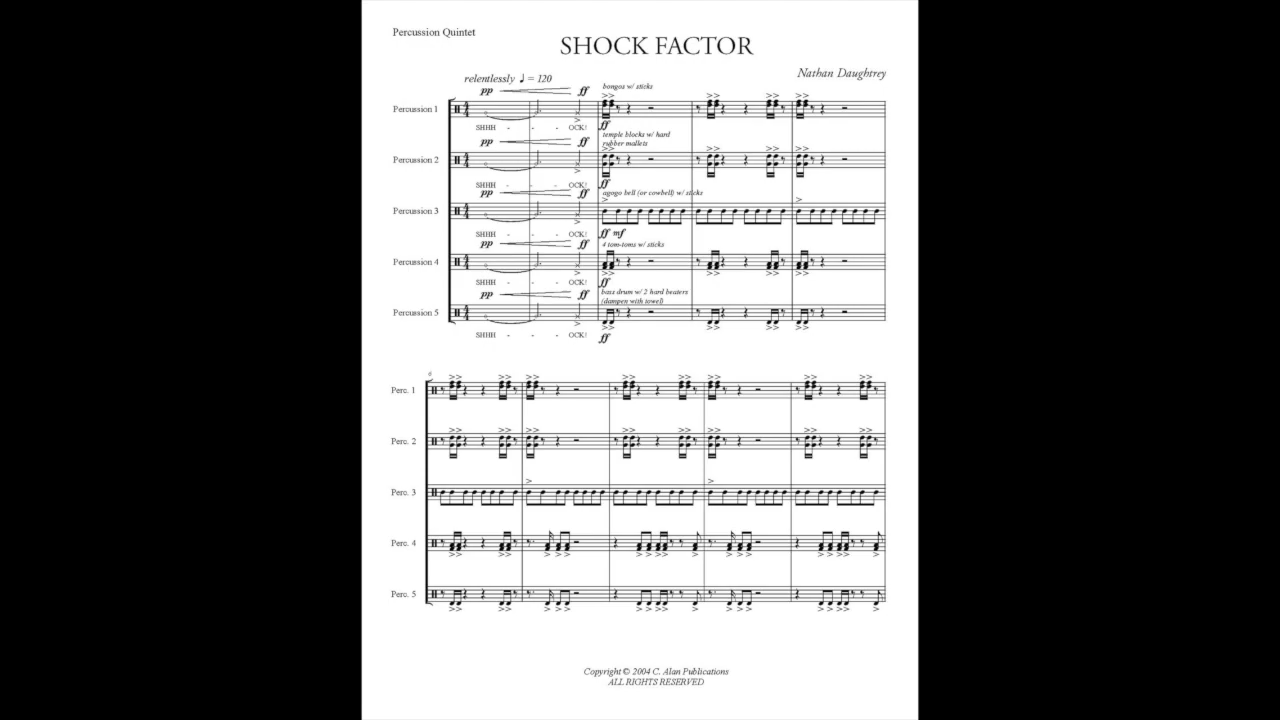 Percussion Quintet
SHOCK FACTOR
Nathan Daughtrey
relentlessly ♩ = 120
pp ff bongos w/ sticks
Percussion 1
SHHH - - - OCK! ff
pp ff temple blocks w/ hard
rubber mallets
Percussion 2
SHHH - - - OCK! ff
pp ff agogo bell (or cowbell) w/ sticks
Percussion 3
SHHH - - - OCK! ff mf
pp ff 4 tom-toms w/ sticks
Percussion 4
SHHH - - - OCK! ff
pp ff bass drum w/ 2 hard beaters
(dampen with towel)
Percussion 5
SHHH - - - OCK! ff
6
Perc. 1
Perc. 2
Perc. 3
Perc. 4
Perc. 5
Copyright © 2004 C. Alan Publications
ALL RIGHTS RESERVED